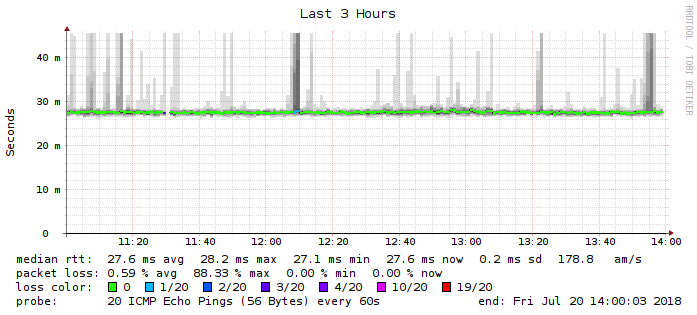 Last 3 Hours
RRDTOOL / TOBI OETIKER
Seconds
40 m
30 m
20 m
10 m
0
11:20 11:40 12:00 12:20 12:40 13:00 13:20 13:40 14:00
median rtt: 27.6 ms avg 28.2 ms max 27.1 ms min 27.6 ms now 0.2 ms sd 178.8 am/s
packet loss: 0.59 % avg 88.33 % max 0.00 % min 0.00 % now
loss color: 0 1/20 2/20 3/20 4/20 10/20 19/20
probe: 20 ICMP Echo Pings (56 Bytes) every 60s end: Fri Jul 20 14:00:03 2018